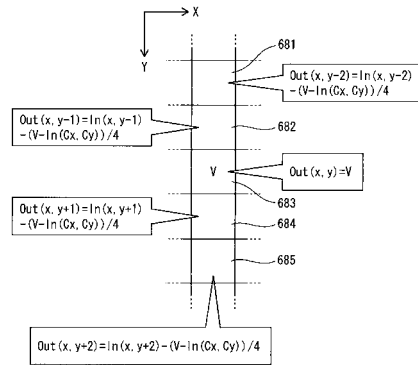 X
Y
681
Out(x, y-2)=In(x, y-2)
-(V-In(Cx, Cy))/4
Out(x, y-1)=In(x, y-1)
-(V-In(Cx, Cy))/4
682
V
Out(x, y)=V
683
Out(x, y+1)=In(x, y+1)
-(V-In(Cx, Cy))/4
684
685
Out(x, y+2)=In(x, y+2)-(V-In(Cx, Cy))/4